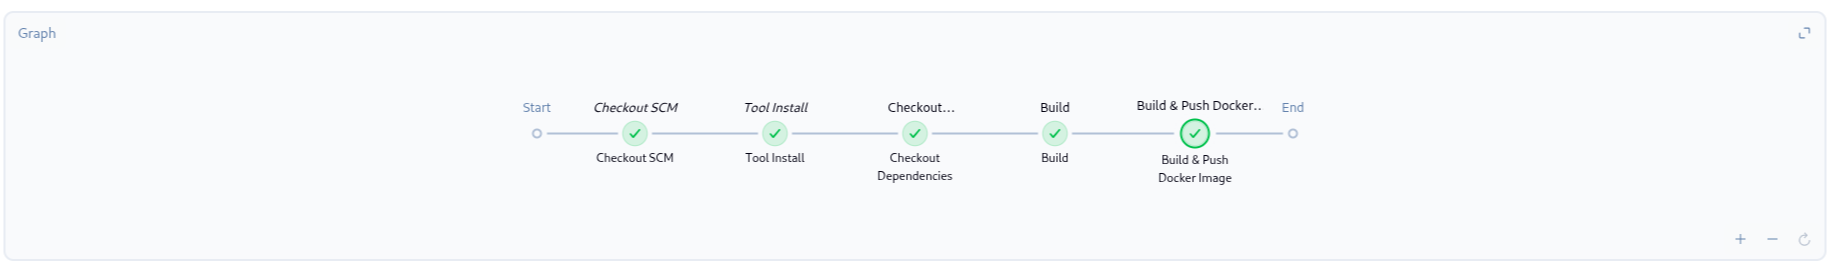 Graph
Start
Checkout SCM
Tool Install
Checkout...
Build
Build & Push Docker..
End
Checkout SCM
Tool Install
Checkout
Dependencies
Build
Build & Push
Docker Image